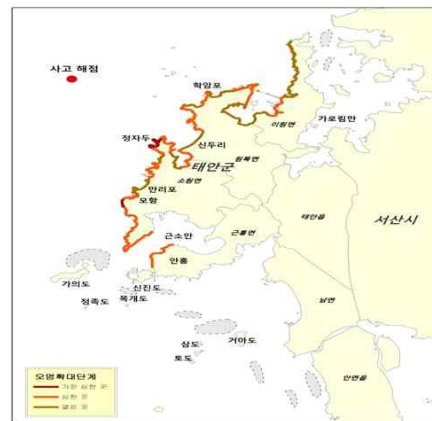 사고 해점
학암포
가로림만
이원면
정자두
신두리
원북면
태안군
소원면
만리포
모항
태안읍
서산시
근소만
근흥면
안흥
가의도
신진도
정족도
복개도
남면
삼도
거아도
토도
안면읍
오염확대단계
가장 심한 곳
심한 곳
덜한 곳